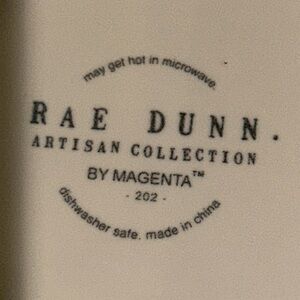 may get hot in microwave.
RAE DUNN.
ARTISAN COLLECTION
BY MAGENTA™
- 202 -
dishwasher safe. made in china